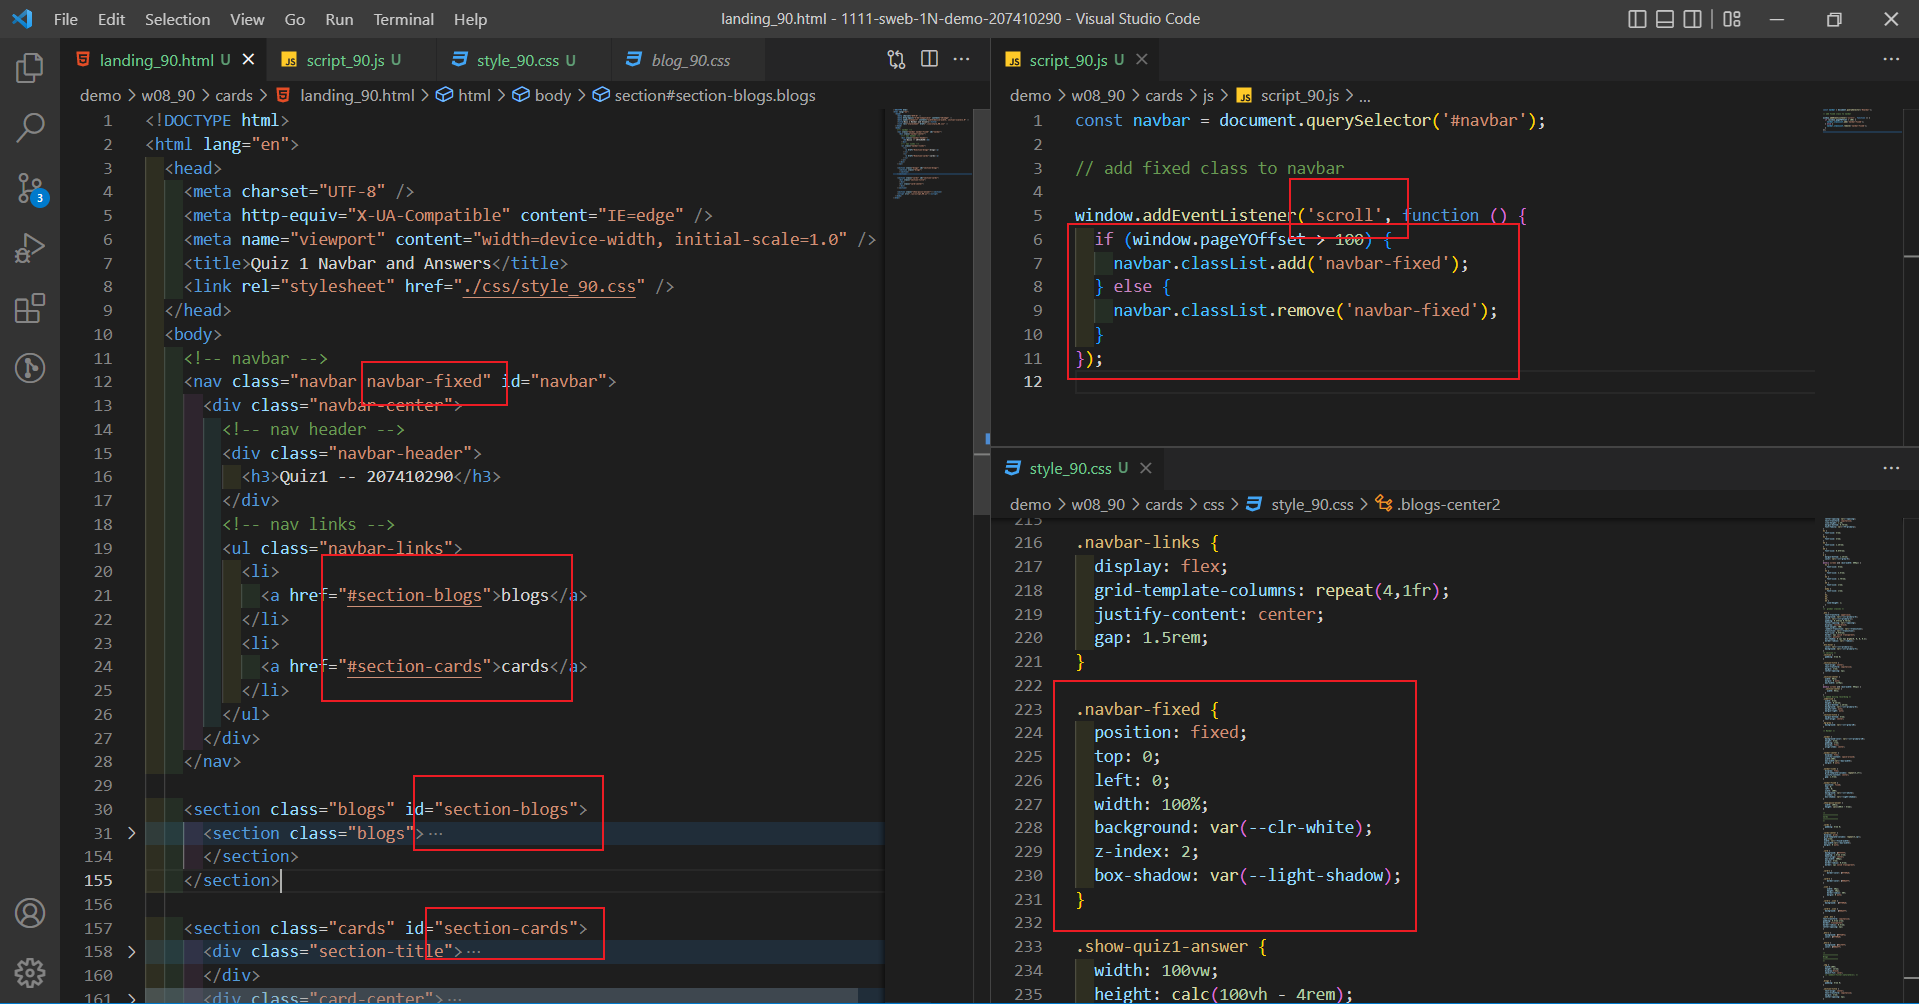 File Edit Selection View Go Run Terminal Help
landing_90.html - 1111-sweb-1N-demo-207410290 - Visual Studio Code
landing_90.html U
script_90.js U
style_90.css U
blog_90.css
demo > w08_90 > cards > landing_90.html > html > body > section#section-blogs.blogs
1 <!DOCTYPE html>
2 <html lang="en">
3 <head>
4 <meta charset="UTF-8" />
5 <meta http-equiv="X-UA-Compatible" content="IE=edge" />
6 <meta name="viewport" content="width=device-width, initial-scale=1.0" />
7 <title>Quiz 1 Navbar and Answers</title>
8 <link rel="stylesheet" href="./css/style_90.css" />
9 </head>
10 <body>
11 <!-- navbar -->
12 <nav class="navbar navbar-fixed" id="navbar">
13 <div class="navbar-center">
14 <!-- nav header -->
15 <div class="navbar-header">
16 <h3>Quiz1 -- 207410290</h3>
17 </div>
18 <!-- nav links -->
19 <ul class="navbar-links">
20 <li>
21 <a href="#section-blogs">blogs</a>
22 </li>
23 <li>
24 <a href="#section-cards">cards</a>
25 </li>
26 </ul>
27 </div>
28 </nav>
29
30 <section class="blogs" id="section-blogs">
31 <section class="blogs">...
154 </section>
155 </section>
156
157 <section class="cards" id="section-cards">
158 <div class="section-title">...
160 </div>
161 <div class="card-center">...
3
script_90.js U
demo > w08_90 > cards > js > script_90.js > ...
1 const navbar = document.querySelector('#navbar');
2
3 // add fixed class to navbar
4
5 window.addEventListener('scroll', function () {
6 if (window.pageYOffset > 100) {
7 navbar.classList.add('navbar-fixed');
8 } else {
9 navbar.classList.remove('navbar-fixed');
10 }
11 });
12
style_90.css U
demo > w08_90 > cards > css > style_90.css > .blogs-center2
215
216 .navbar-links {
217 display: flex;
218 grid-template-columns: repeat(4,1fr);
219 justify-content: center;
220 gap: 1.5rem;
221 }
222
223 .navbar-fixed {
224 position: fixed;
225 top: 0;
226 left: 0;
227 width: 100%;
228 background: var(--clr-white);
229 z-index: 2;
230 box-shadow: var(--light-shadow);
231 }
232
233 .show-quiz1-answer {
234 width: 100vw;
235 height: calc(100vh - 4rem);